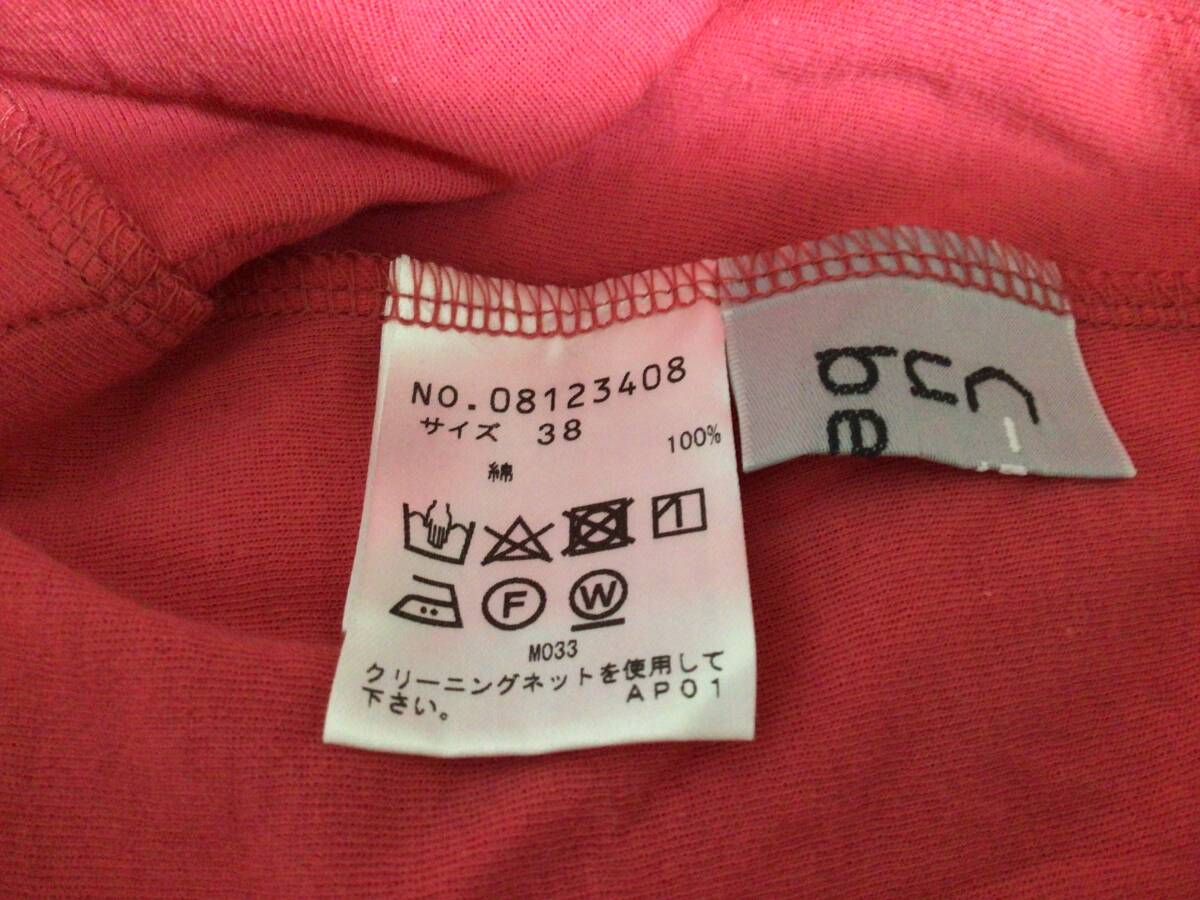 NO.08123408
サイズ 38
綿 100%
F W
M033
クリーニングネットを使用して
下さい。 AP01